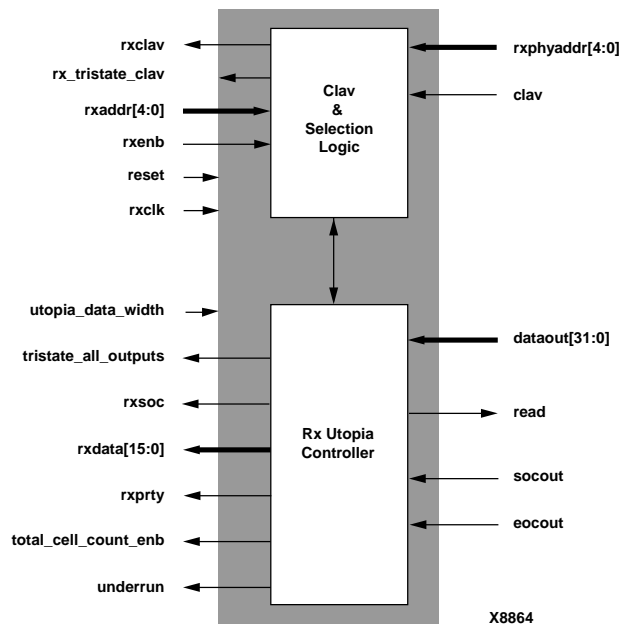 rxclav
rx_tristate_clav
rxaddr[4:0]
rxenb
reset
rxclk
Clav
&
Selection
Logic
rxphyaddr[4:0]
clav
utopia_data_width
tristate_all_outputs
rxsoc
rxdata[15:0]
rxprty
total_cell_count_enb
underrun
Rx Utopia
Controller
dataout[31:0]
read
socout
eocout
X8864